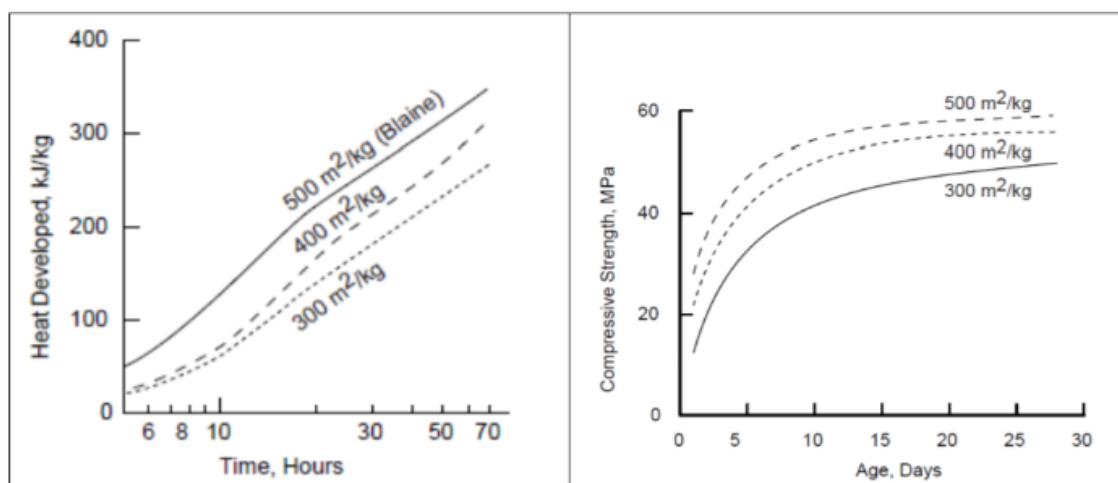 400
300
200
100
0
Heat Developed, kJ/kg
500 m²/kg (Blaine)
400 m²/kg
300 m²/kg
6 8 10 30 50 70
Time, Hours
60
40
20
0
Compressive Strength, MPa
500 m²/kg
400 m²/kg
300 m²/kg
0 5 10 15 20 25 30
Age, Days